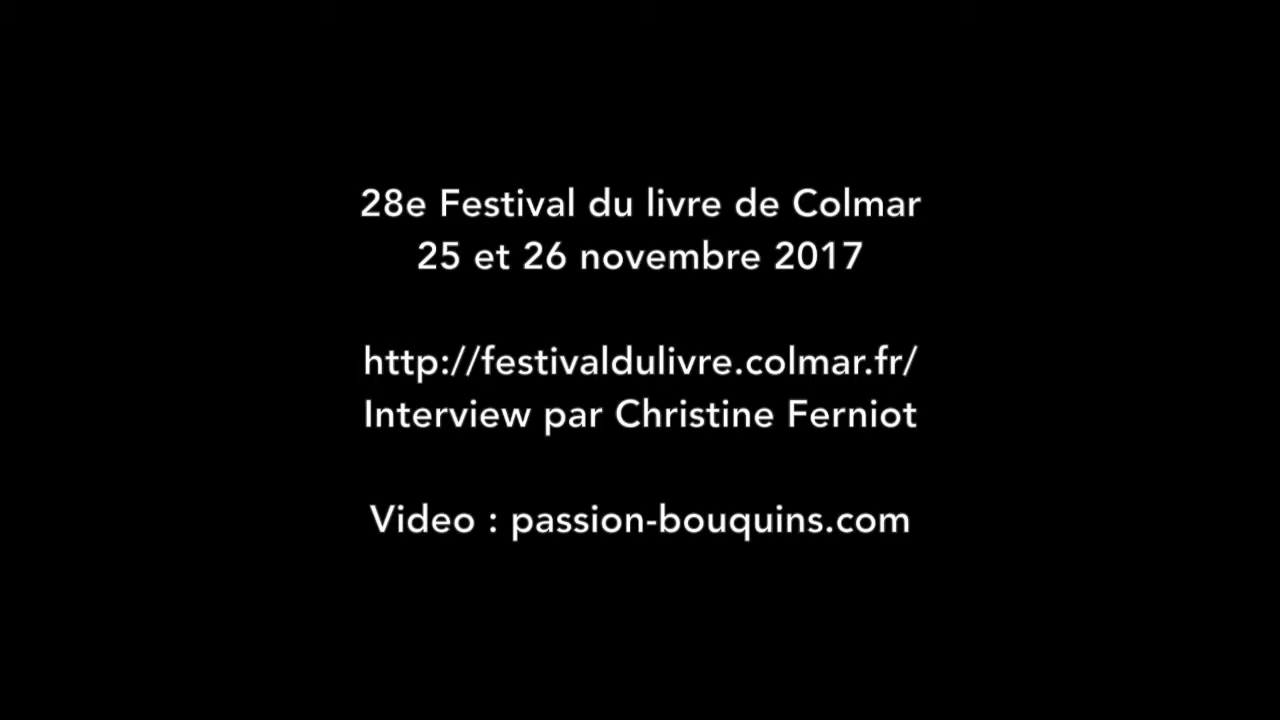 28e Festival du livre de Colmar
25 et 26 novembre 2017
http://festivaldulivre.colmar.fr/
Interview par Christine Ferniot
Video : passion-bouquins.com